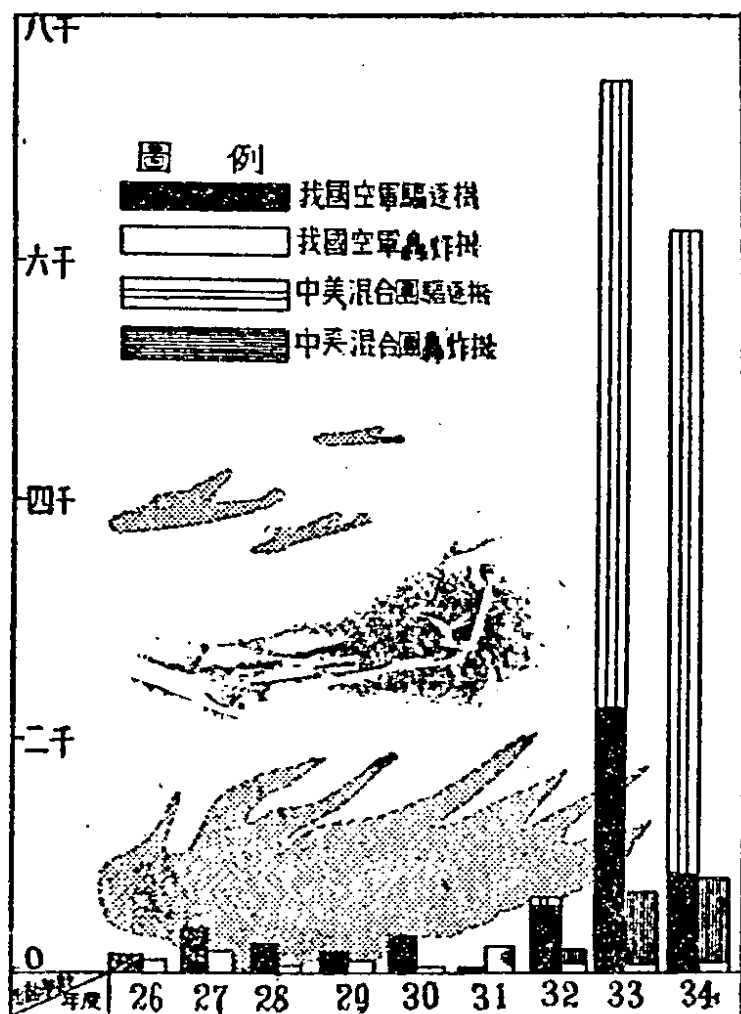 八千
六千
四千
二千
0
圖 例
我國空軍驅逐機
我國空軍轟炸機
中美混合團驅逐機
中美混合團轟炸機
年度
26 27 28 29 30 31 32 33 34